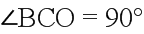 ∠BCO = 90°